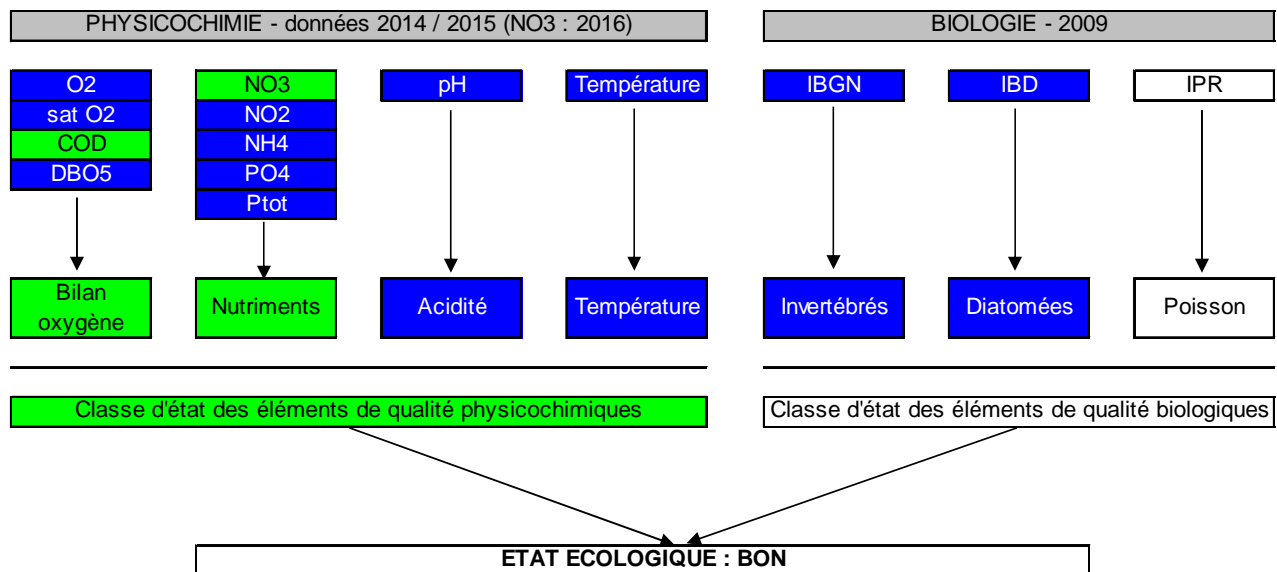 PHYSICOCHIMIE - données 2014 / 2015 (NO3 : 2016)
BIOLOGIE - 2009
O2
sat O2
COD
DBO5
NO3
NO2
NH4
PO4
Ptot
pH
Température
IBGN
IBD
IPR
Bilan
oxygène
Nutriments
Acidité
Température
Invertébrés
Diatomées
Poisson
Classe d'état des éléments de qualité physicochimiques
Classe d'état des éléments de qualité biologiques
ETAT ECOLOGIQUE : BON